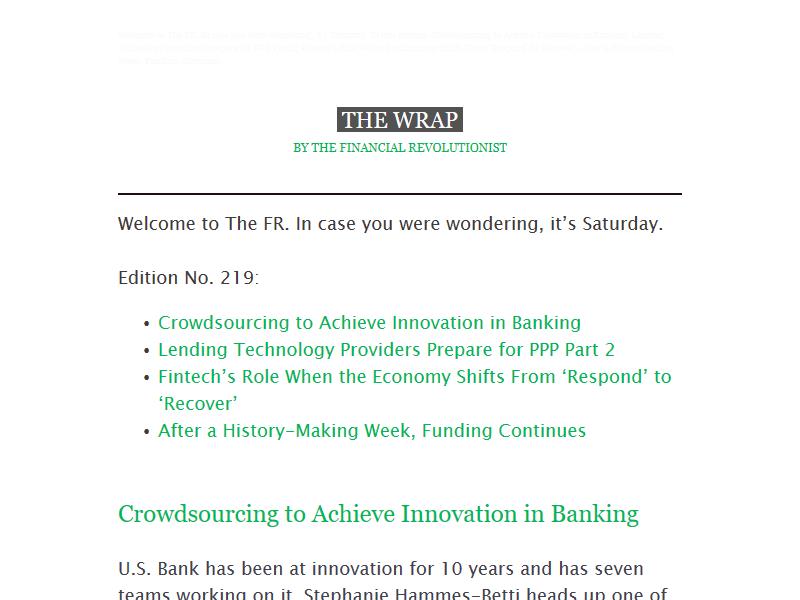 THE WRAP
BY THE FINANCIAL REVOLUTIONIST
Welcome to The FR. In case you were wondering, it’s Saturday.
Edition No. 219:
• Crowdsourcing to Achieve Innovation in Banking
• Lending Technology Providers Prepare for PPP Part 2
• Fintech’s Role When the Economy Shifts From ‘Respond’ to
‘Recover’
• After a History-Making Week, Funding Continues
Crowdsourcing to Achieve Innovation in Banking
U.S. Bank has been at innovation for 10 years and has seven
teams working on it. Stephanie Hammes-Betti heads up one of